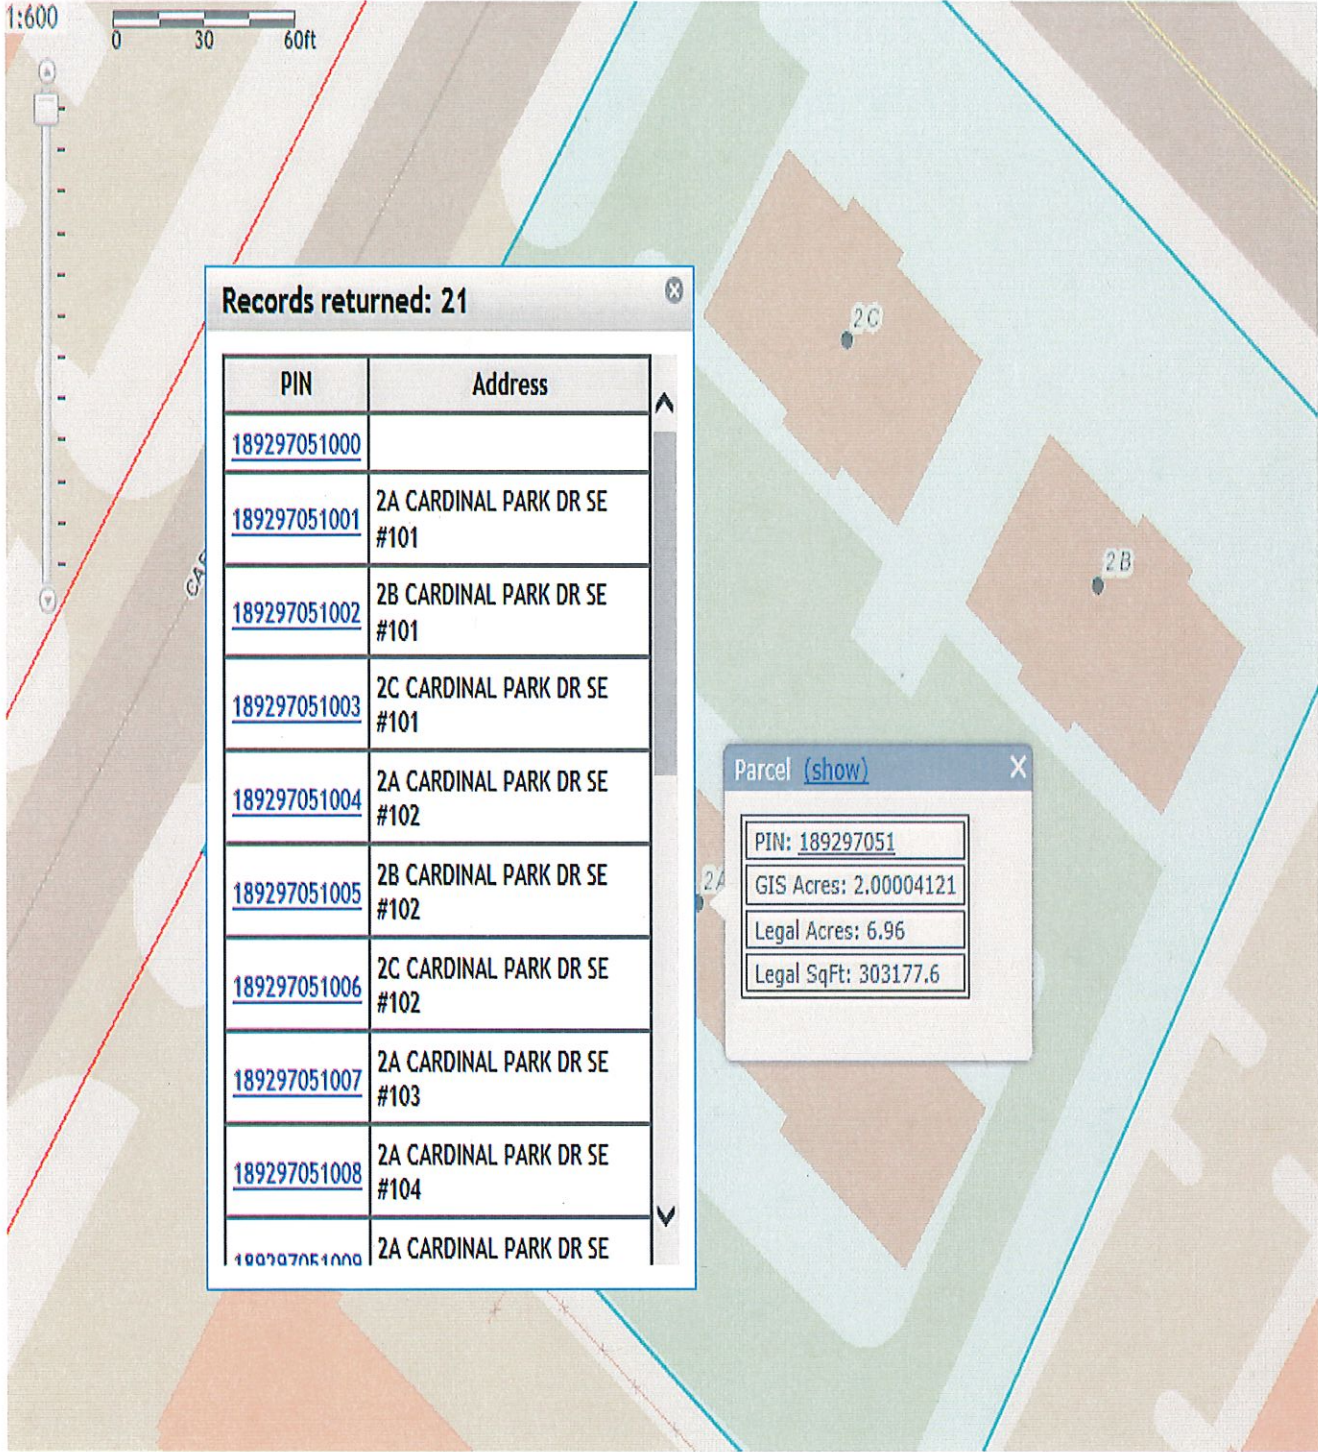 1:600
0 30 60ft
2C
Records returned: 21
PIN Address
189297051000
189297051001 2A CARDINAL PARK DR SE
#101
189297051002 2B CARDINAL PARK DR SE
#101
189297051003 2C CARDINAL PARK DR SE
#101
189297051004 2A CARDINAL PARK DR SE
#102
189297051005 2B CARDINAL PARK DR SE
#102
189297051006 2C CARDINAL PARK DR SE
#102
189297051007 2A CARDINAL PARK DR SE
#103
189297051008 2A CARDINAL PARK DR SE
#104
189297051009 2A CARDINAL PARK DR SE
2B
Parcel (show)
PIN: 189297051
GIS Acres: 2.00004121
Legal Acres: 6.96
Legal SqFt: 303177.6
2A